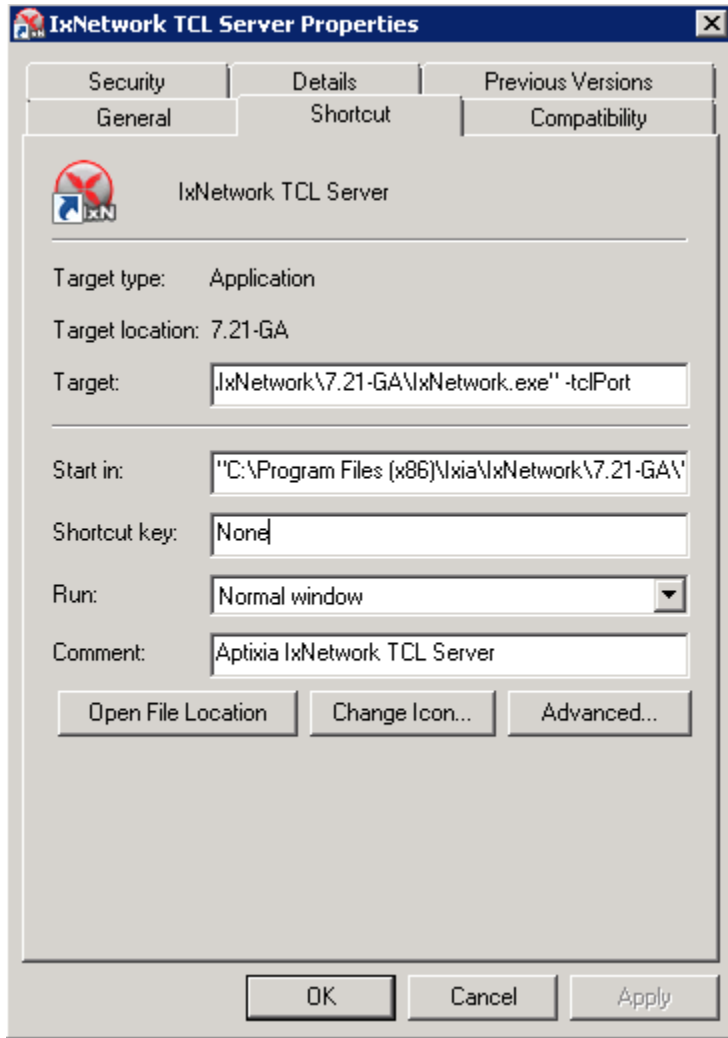 IxNetwork TCL Server Properties
Security Details Previous Versions
General Shortcut Compatibility
IxN
IxNetwork TCL Server
Target type: Application
Target location: 7.21-GA
Target: .IxNetwork\7.21-GA\IxNetwork.exe" -tclPort
Start in: "C:\Program Files (x86)\Ixia\IxNetwork\7.21-GA\"
Shortcut key: None
Run: Normal window
Comment: Aptixia IxNetwork TCL Server
Open File Location Change Icon... Advanced...
OK Cancel Apply